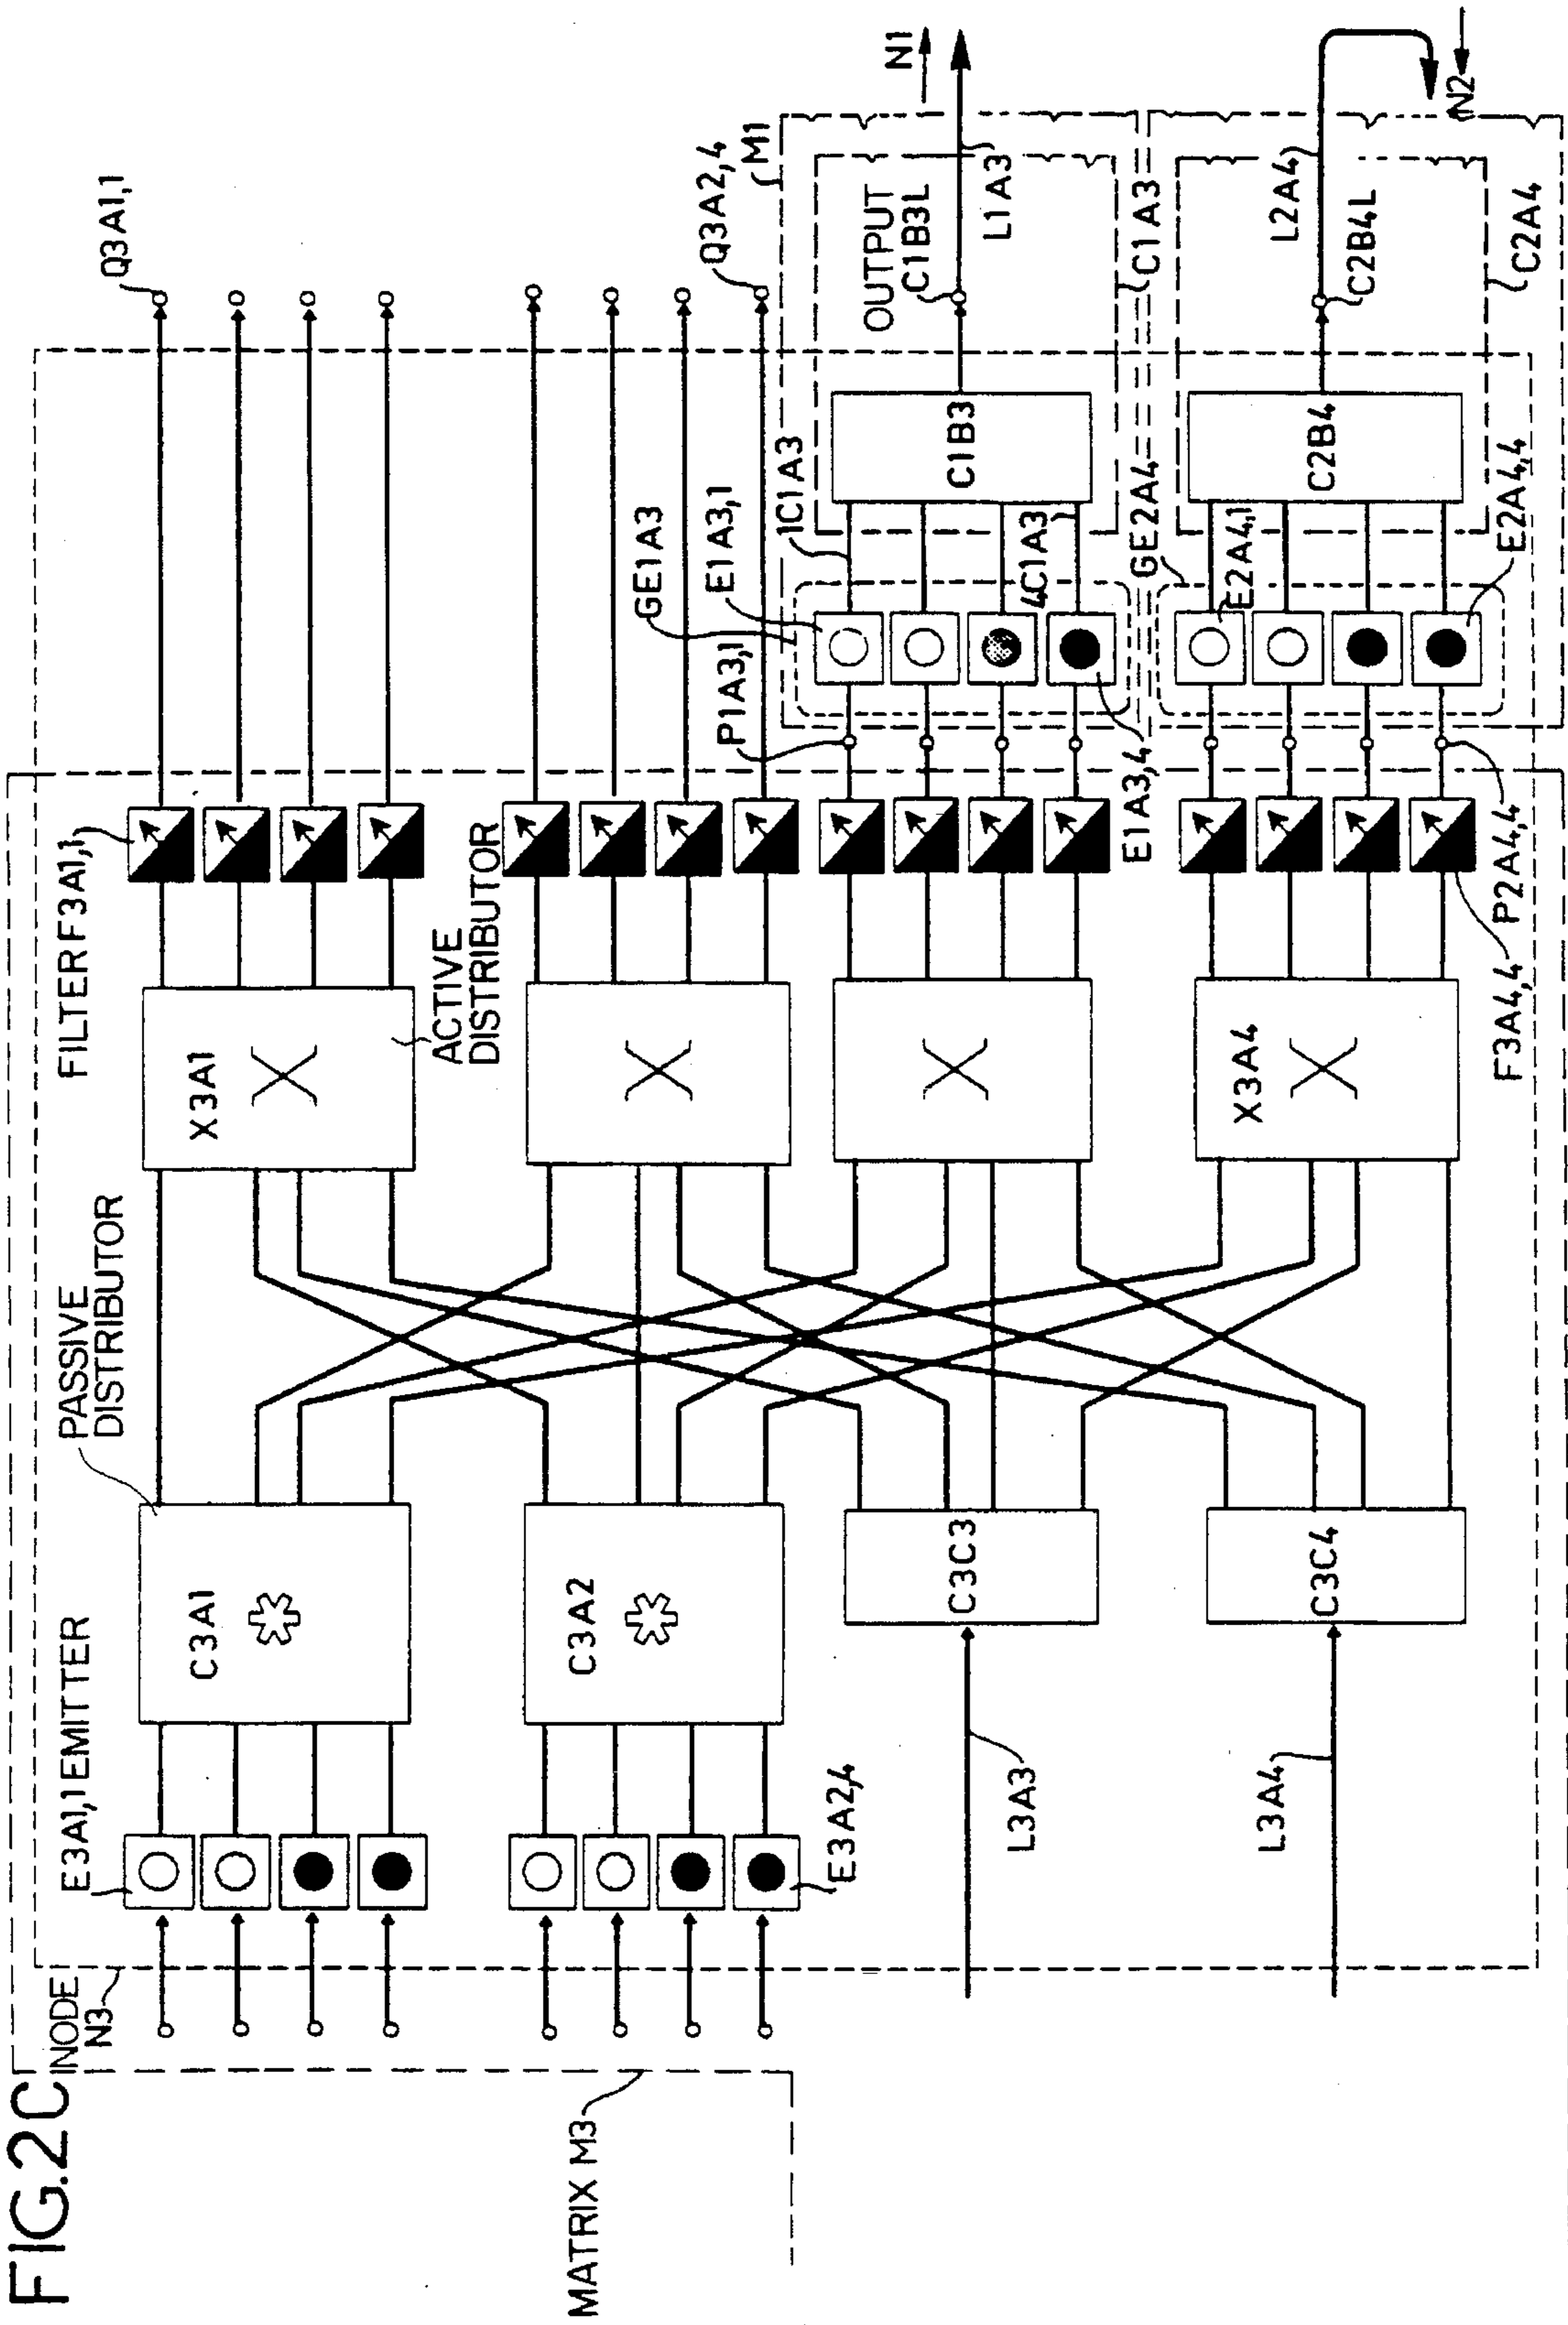 FIG.2C
NODE
N3
MATRIX M3
E3A1,1 EMITTER
PASSIVE
DISTRIBUTOR
FILTER F3A1,1
Q3A1,1
C3A1
X3A1
ACTIVE
DISTRIBUTOR
C3A2
E3A2,4
Q3A2,4
M1
GE1A3
E1A3,1
P1A3,1
1C1A3
OUTPUT
C1B3L
N1
C1B3
L1A3
4C1A3
C1A3
E1A3,4
C3C3
L3A3
GE2A4
E2A4,1
C2B4
L2A4
C2B4L
N2
C2A4
E2A4,4
X3A4
C3C4
L3A4
F3A4,4
P2A4,4